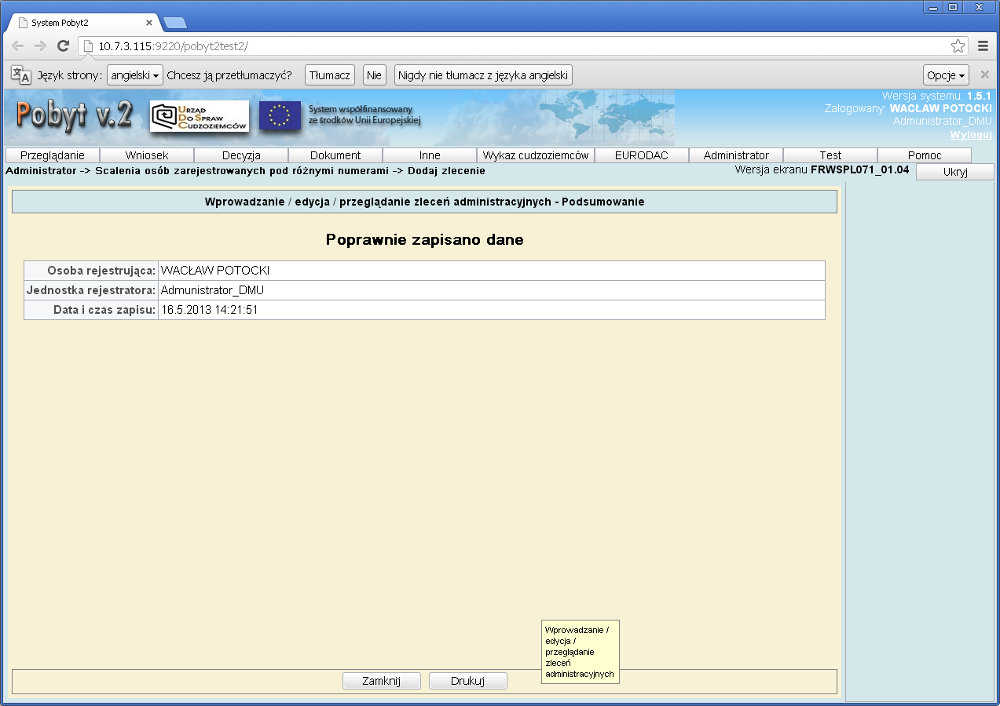 System Pobyt2
10.7.3.115:9220/pobyt2test2/
Język strony: angielski Chcesz ją przetłumaczyć? Tłumacz Nie Nigdy nie tłumacz z języka angielski Opcje
Pobyt v.2
URZĄD
DO SPRAW
CUDZOZIEMCÓW
System współfinansowany
ze środków Unii Europejskiej
Wersja systemu: 1.5.1
Zalogowany: WACŁAW POTOCKI
Admunistrator_DMU
Wyloguj
Przeglądanie Wniosek Decyzja Dokument Inne Wykaz cudzoziemców EURODAC Administrator Test Pomoc
Administrator -> Scalenia osób zarejestrowanych pod różnymi numerami -> Dodaj zlecenie
Wersja ekranu FRWSPL071_01.04 Ukryj
Wprowadzanie / edycja / przeglądanie zleceń administracyjnych - Podsumowanie
Poprawnie zapisano dane
Osoba rejestrująca: WACŁAW POTOCKI
Jednostka rejestratora: Admunistrator_DMU
Data i czas zapisu: 16.5.2013 14:21:51
Wprowadzanie /
edycja /
przeglądanie
zleceń
administracyjnych
Zamknij Drukuj